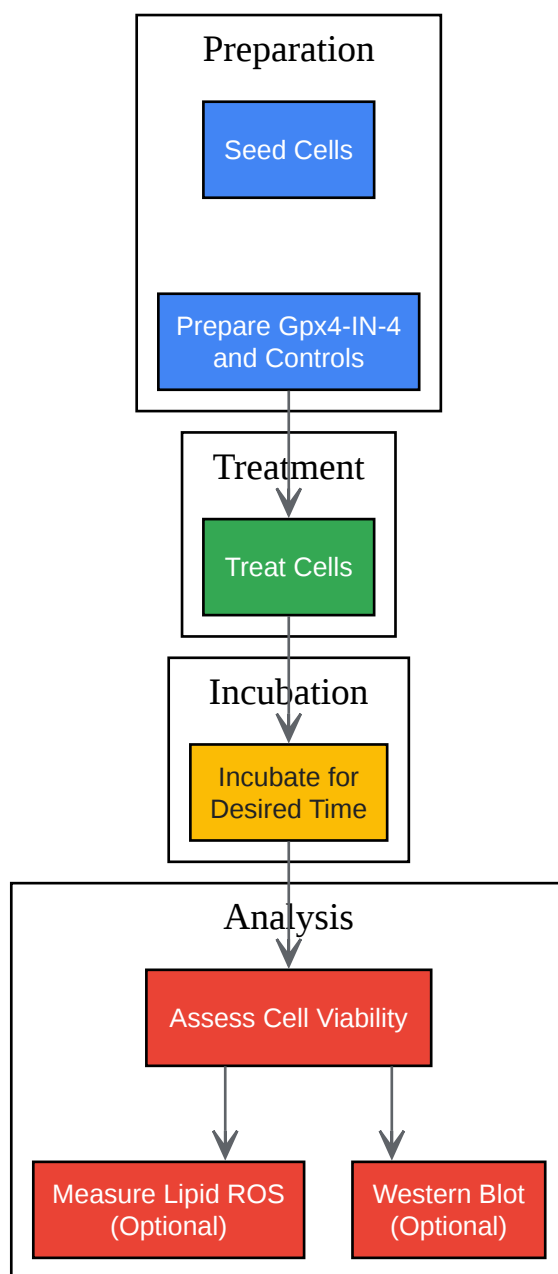 Preparation
Seed Cells
Prepare Gpx4-IN-4
and Controls
Treatment
Treat Cells
Incubation
Incubate for
Desired Time
Analysis
Assess Cell Viability
Measure Lipid ROS
(Optional)
Western Blot
(Optional)